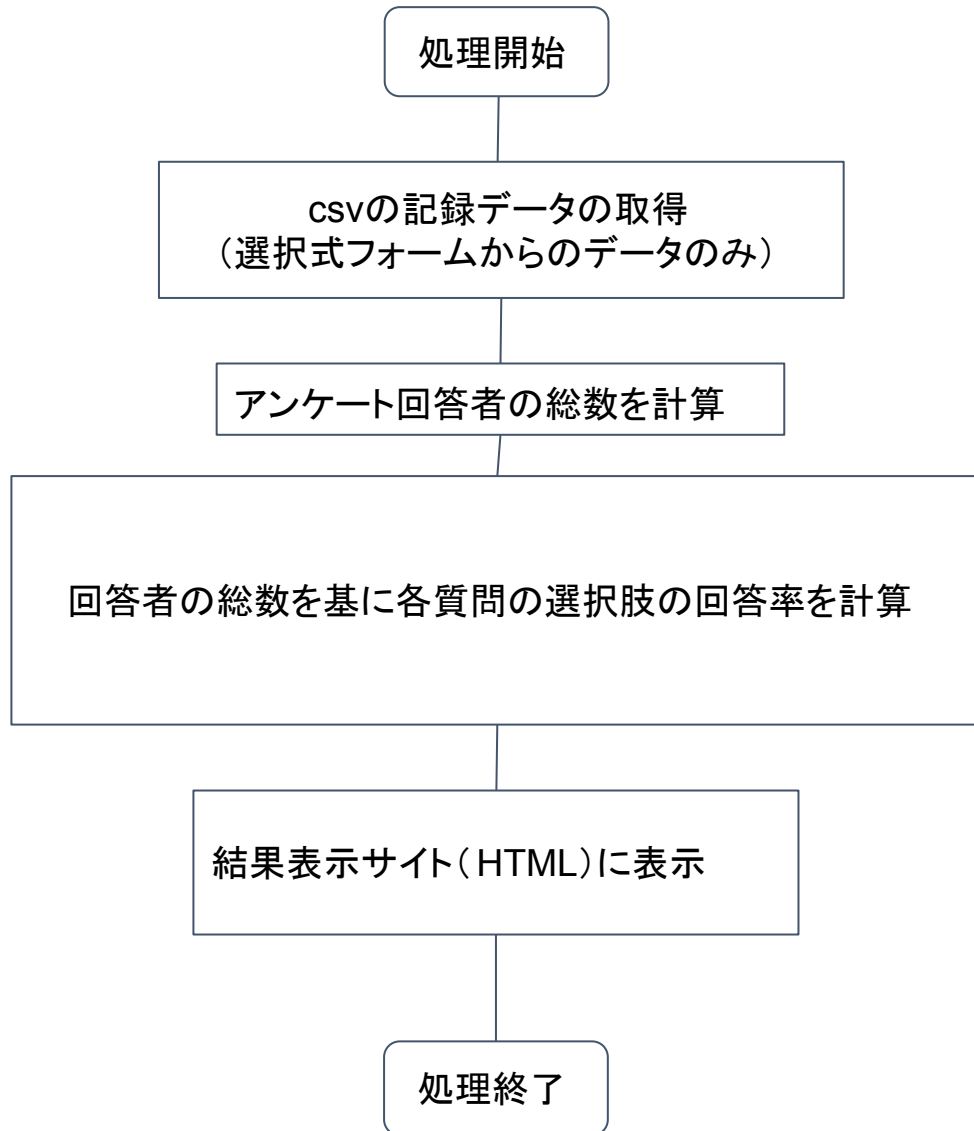 処理開始
csvの記録データの取得
（選択式フォームからのデータのみ）
アンケート回答者の総数を計算
回答者の総数を基に各質問の選択肢の回答率を計算
結果表示サイト（HTML）に表示
処理終了